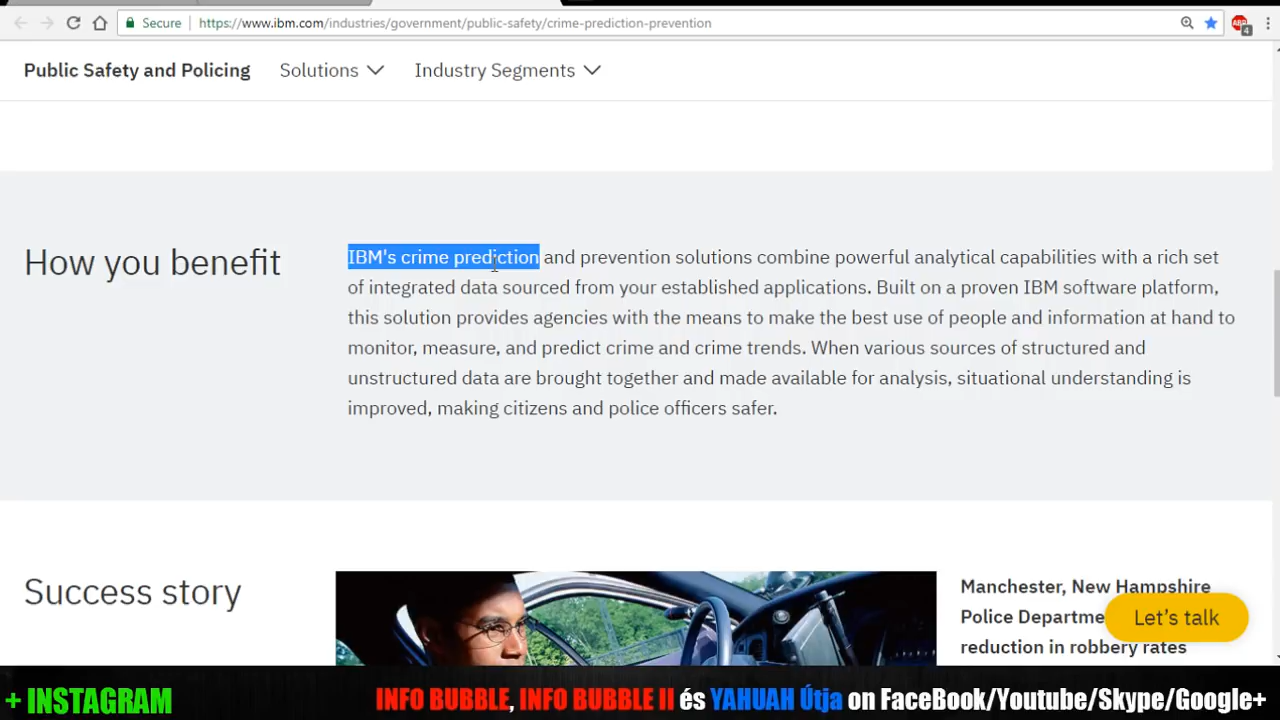 Secure https://www.ibm.com/industries/government/public-safety/crime-prediction-prevention ABP 4
Public Safety and Policing Solutions Industry Segments
How you benefit
IBM's crime prediction and prevention solutions combine powerful analytical capabilities with a rich set
of integrated data sourced from your established applications. Built on a proven IBM software platform,
this solution provides agencies with the means to make the best use of people and information at hand to
monitor, measure, and predict crime and crime trends. When various sources of structured and
unstructured data are brought together and made available for analysis, situational understanding is
improved, making citizens and police officers safer.
Success story
Manchester, New Hampshire
Police Departme
reduction in robbery rates
Let's talk
+ INSTAGRAM INFO BUBBLE, INFO BUBBLE II és YAHUAH Útja on FaceBook/Youtube/Skype/Google+